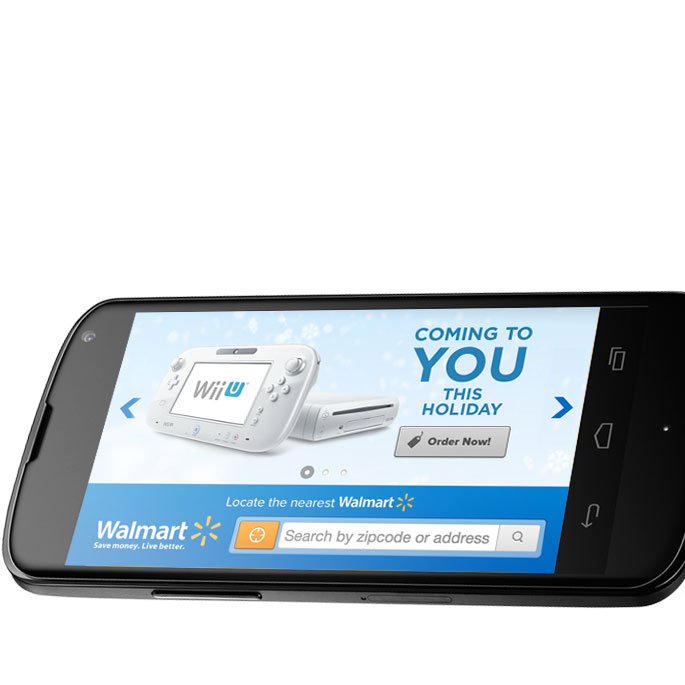 COMING TO
YOU
THIS
HOLIDAY
Wii U
Order Now!
Locate the nearest Walmart
Walmart
Save money. Live better.
Search by zipcode or address